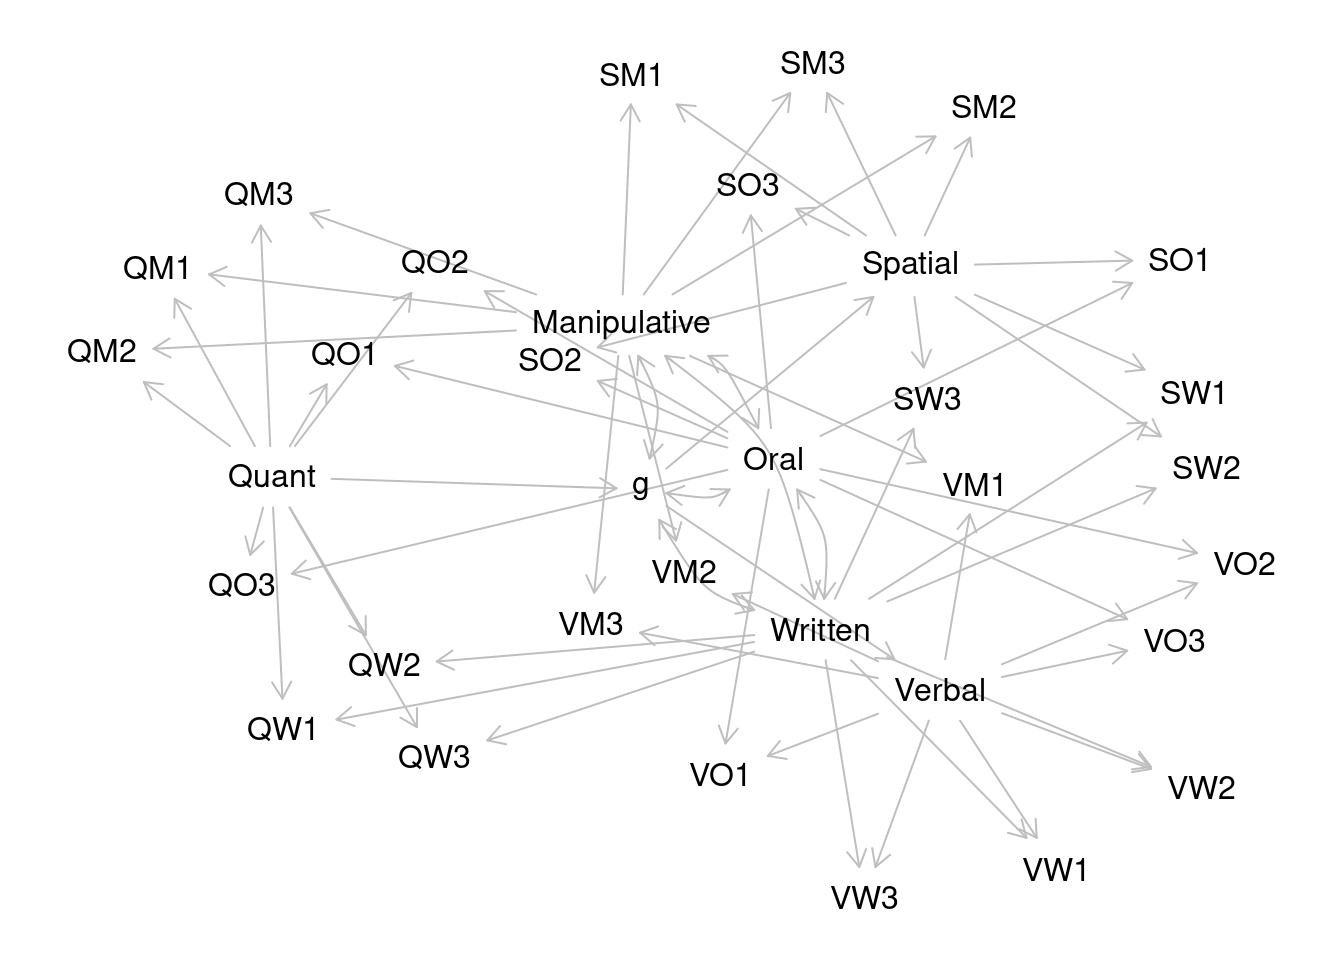 SM3
SM1
SM2
SO3
QM3
SO1
QO2
Spatial
QM1
Manipulative
QM2
QO1
SO2
SW1
SW3
Oral
SW2
Quant
g
VM1
VO2
VM2
QO3
VM3
Written
VO3
QW2
Verbal
QW1
QW3
VO1
VW2
VW1
VW3